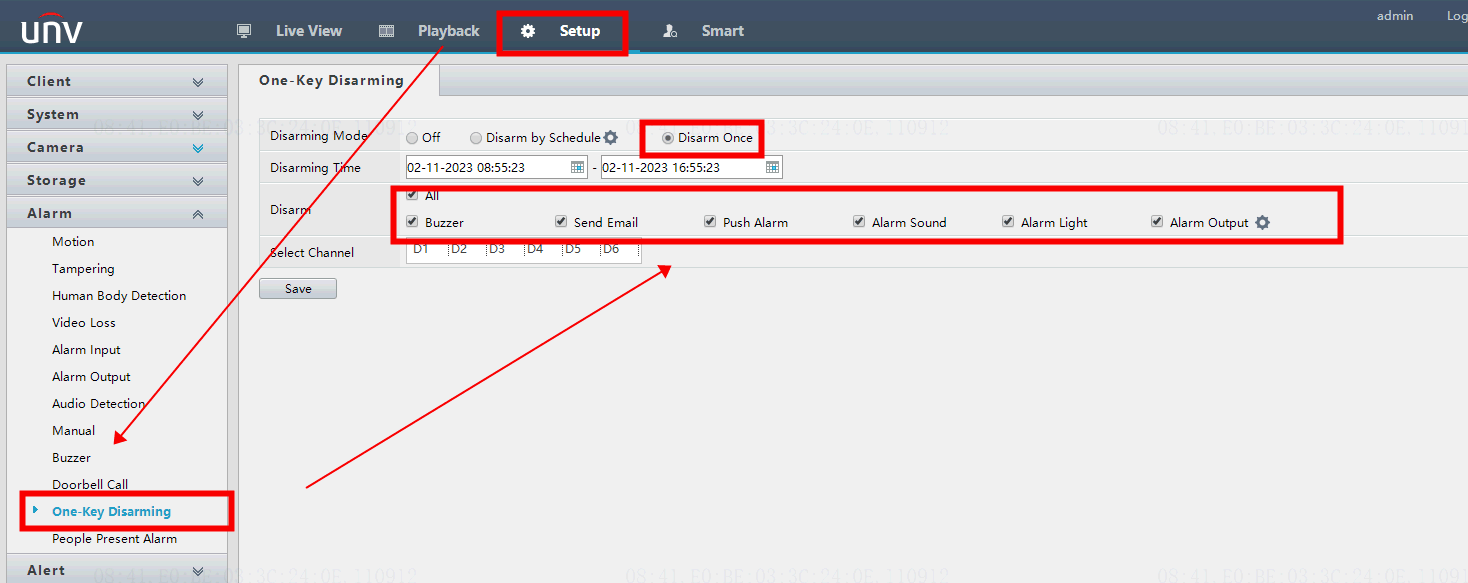 unv Live View Playback Setup Smart admin Log
Client
System
Camera
Storage
Alarm
Motion
Tampering
Human Body Detection
Video Loss
Alarm Input
Alarm Output
Audio Detection
Manual
Buzzer
Doorbell Call
One-Key Disarming
People Present Alarm
Alert
One-Key Disarming
Disarming Mode Off Disarm by Schedule Disarm Once
Disarming Time 02-11-2023 08:55:23 - 02-11-2023 16:55:23
Disarm All
Buzzer Send Email Push Alarm Alarm Sound Alarm Light Alarm Output
Select Channel D1 D2 D3 D4 D5 D6
Save